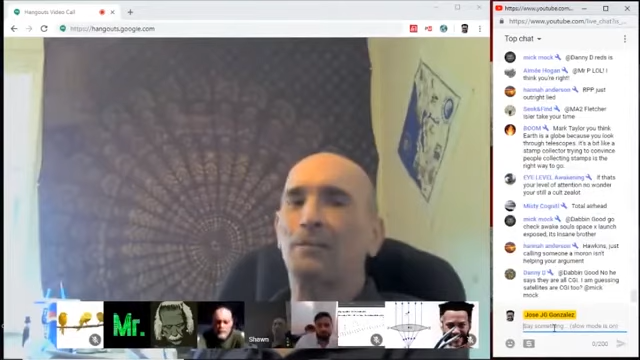 Hangouts Video Call
https://hangouts.google.com
https://www.youtube.com/...
https://www.youtube.com/live_chat?is_
Top chat
mick mock @Danny D reds is
Aimée Hogan @Mr P LOL! I
think you're right!
hannah anderson RPP just
outright lied
Seek&Find @MA2 Fletcher
take your time
BOOM Mark Taylor you think
Earth is a globe because you look
through telescopes. it's a bit like a
stamp collector trying to convince
people collecting stamps is the
right way to go.
EYE LEVEL Awakening If thats
your level of attention no wonder
your still a cult zealot
Misty Total airhead
mick mock @Dabbin Good go
check awake souls space x launch
exposed, its Insane brother
hannah anderson Hawkins, just
calling someone a moron isn't
helping your argument
Danny D @Dabbin Good No he
says they are all CGI. I am guessing
satellites are CGI too? @mick
mock
Jose JG Gonzalez
Say something... (slow mode is on)
0/200
Mr.
Shawn